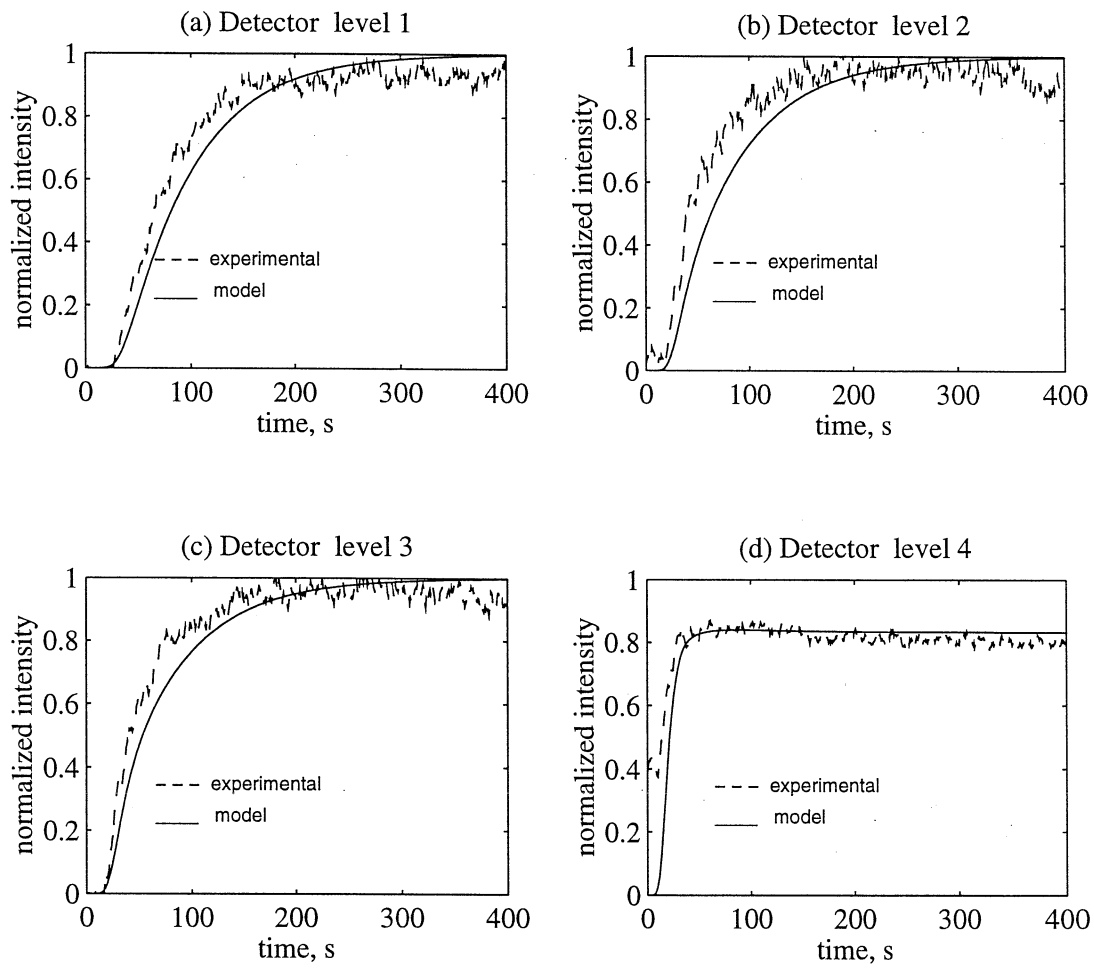 (a) Detector level 1
1
0.8
0.6
0.4
0.2
0
normalized intensity
experimental
model
0 100 200 300 400
time, s
(b) Detector level 2
1
0.8
0.6
0.4
0.2
0
normalized intensity
experimental
model
0 100 200 300 400
time, s
(c) Detector level 3
1
0.8
0.6
0.4
0.2
0
normalized intensity
experimental
model
0 100 200 300 400
time, s
(d) Detector level 4
1
0.8
0.6
0.4
0.2
0
normalized intensity
experimental
model
0 100 200 300 400
time, s